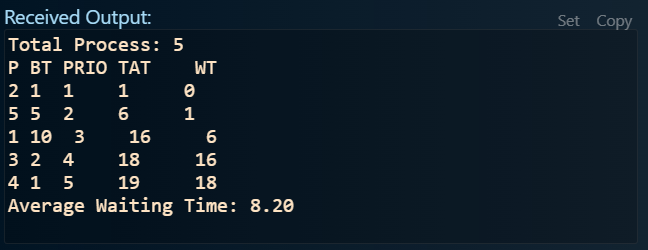 Received Output:
Set Copy
Total Process: 5
P BT PRIO TAT WT
2 1 1 1 0
5 5 2 6 1
1 10 3 16 6
3 2 4 18 16
4 1 5 19 18
Average Waiting Time: 8.20